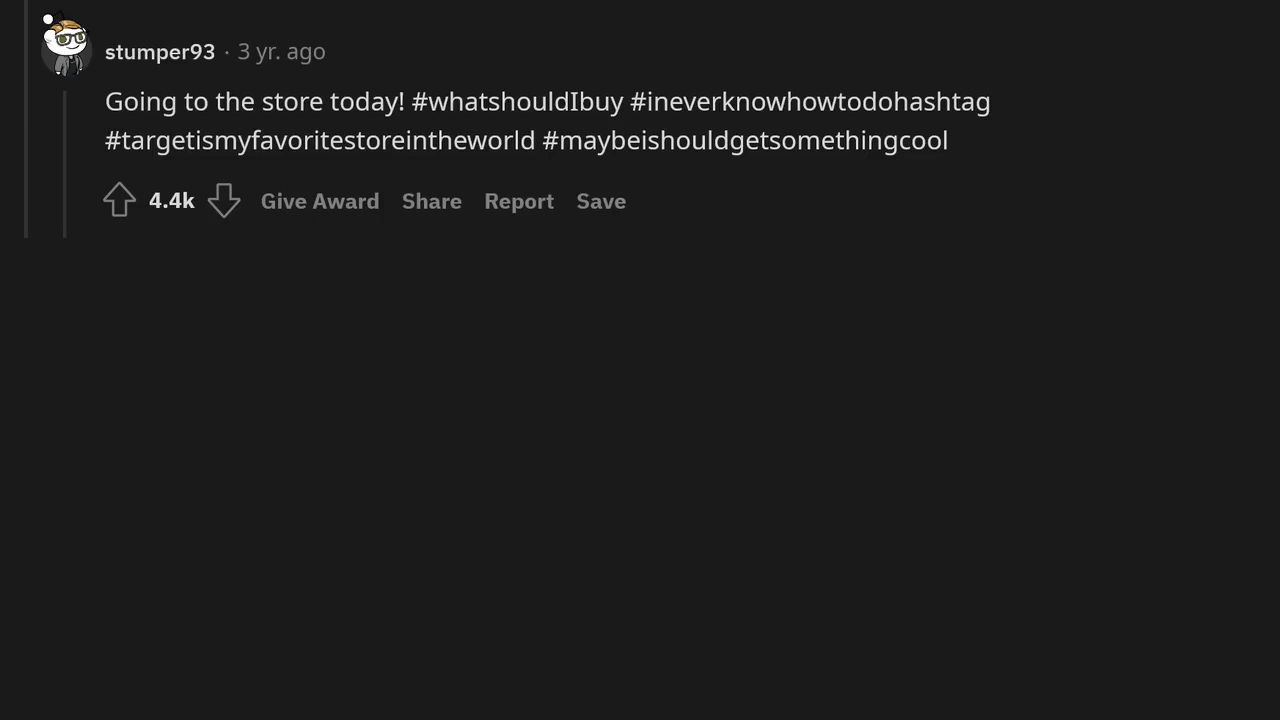 stumper93 · 3 yr. ago
Going to the store today! #whatshouldIbuy #ineverknowhowtodohashtag
#targetismyfavoritestoreintheworld #maybeishouldgetsomethingcool
4.4k Give Award Share Report Save